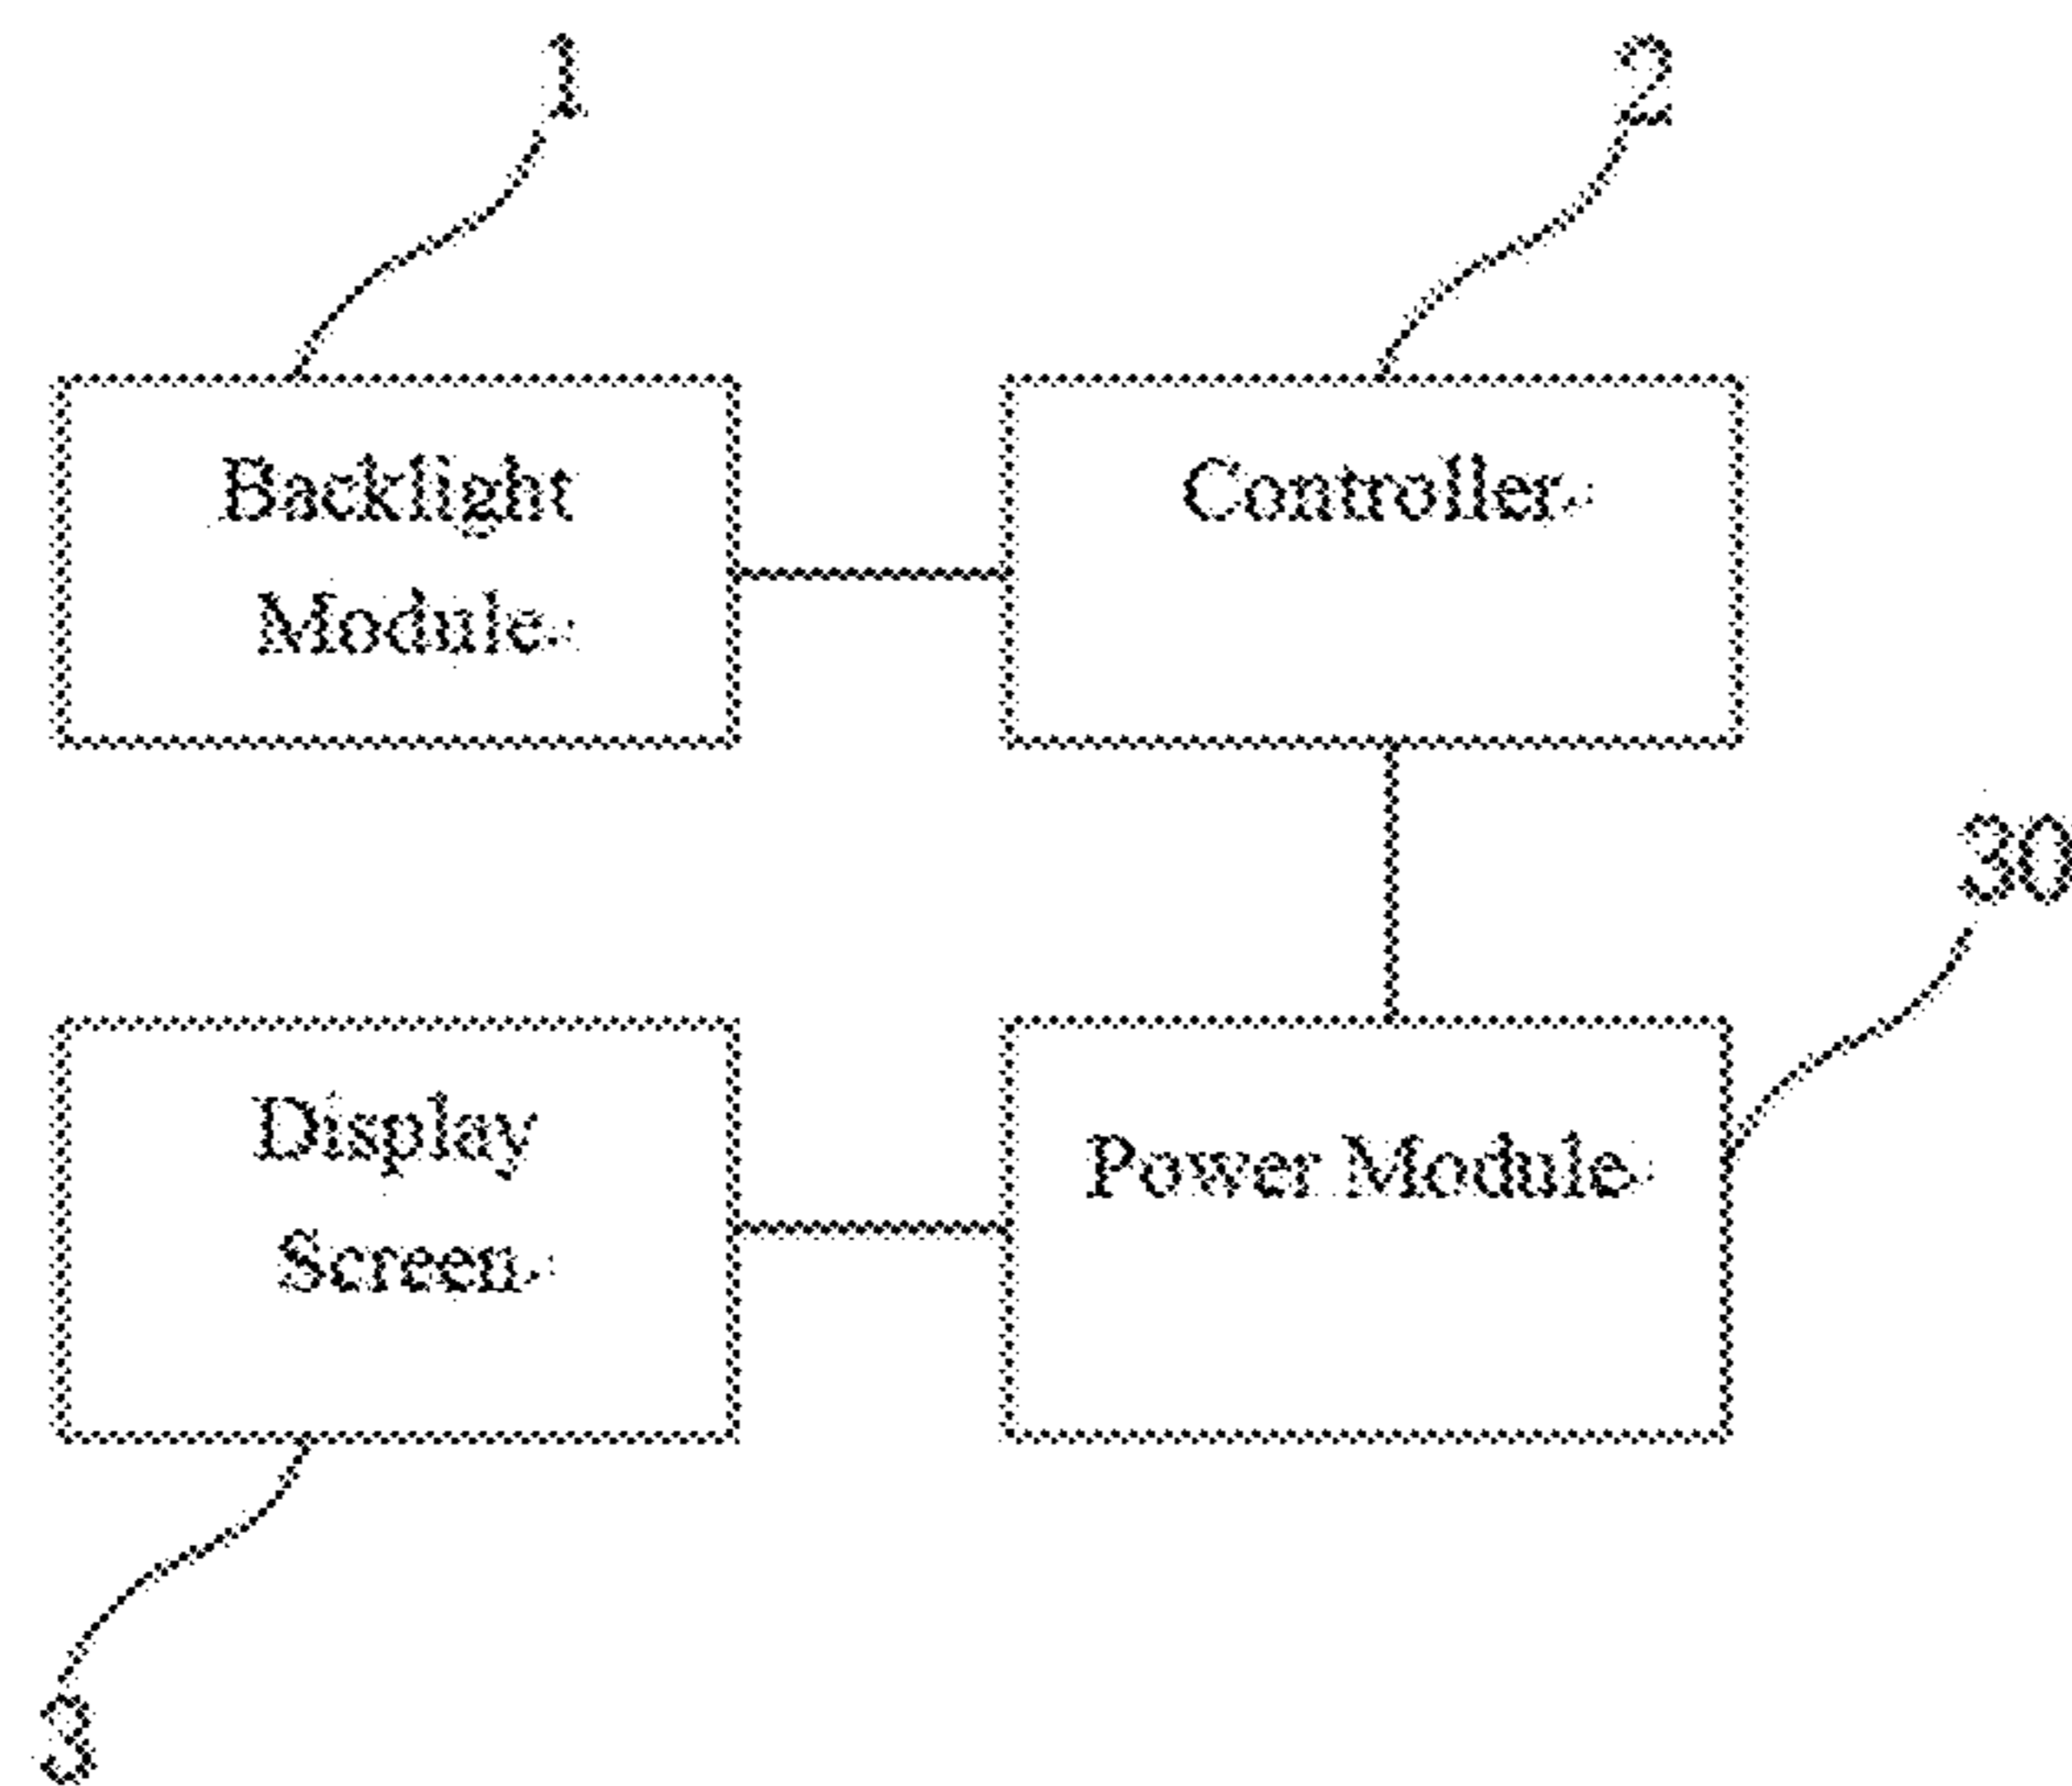 1
2
Backlight
Module
Controller
30
Display
Screen
Power Module
3